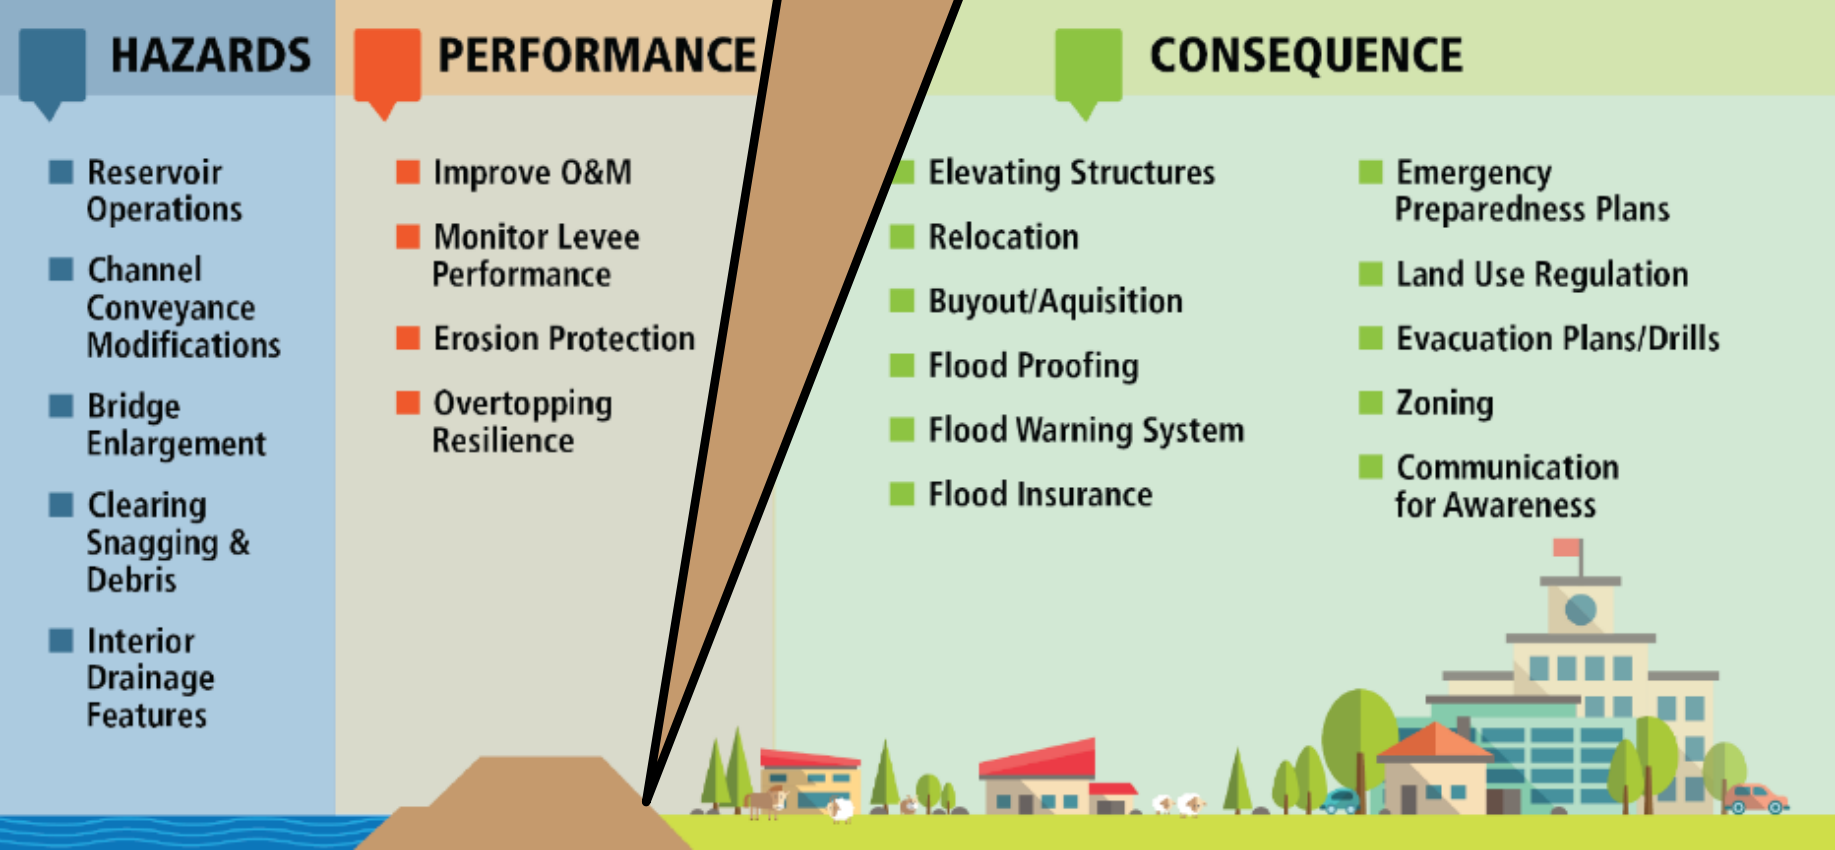 HAZARDS
Reservoir
Operations
Channel
Conveyance
Modifications
Bridge
Enlargement
Clearing
Snagging &
Debris
Interior
Drainage
Features
PERFORMANCE
Improve O&M
Monitor Levee
Performance
Erosion Protection
Overtopping
Resilience
CONSEQUENCE
Elevating Structures
Relocation
Buyout/Aquisition
Flood Proofing
Flood Warning System
Flood Insurance
Emergency
Preparedness Plans
Land Use Regulation
Evacuation Plans/Drills
Zoning
Communication
for Awareness